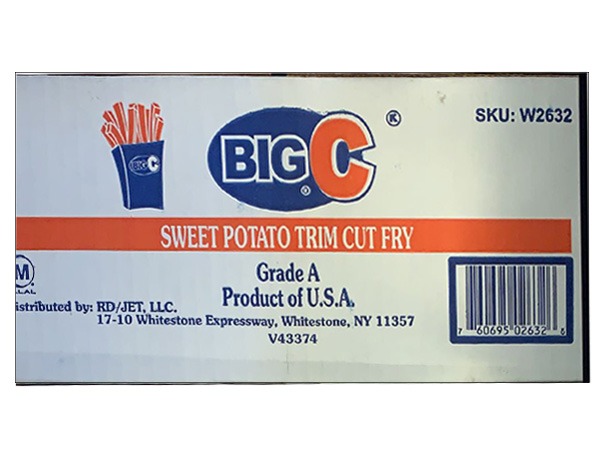 C
BIG C ®
K
SKU: W2632
SWEET POTATO TRIM CUT FRY
Grade A
Product of U.S.A.
M
LAL
istributed by: RD/JET, LLC.
17-10 Whitestone Expressway, Whitestone, NY 11357
V43374
7 60695 02632